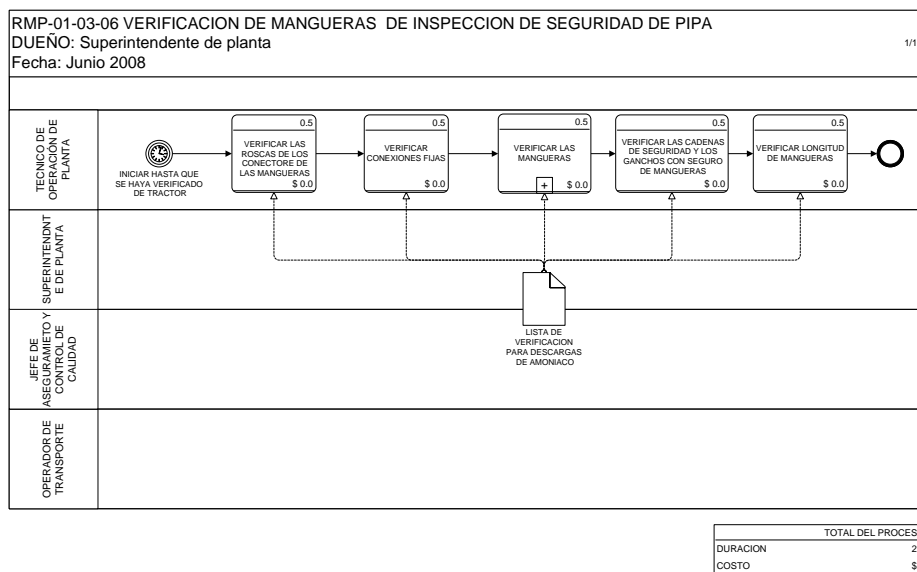 RMP-01-03-06 VERIFICACION DE MANGUERAS  DE INSPECCION DE SEGURIDAD DE PIPA
DUEÑO: Superintendente de planta
1/1
Fecha: Junio 2008
TECNICO DE
OPERACIÓN DE
PLANTA
INICIAR HASTA QUE
SE HAYA VERIFICADO
DE TRACTOR
0.5
VERIFICAR LAS
ROSCAS DE LOS
CONECTORE DE
LAS MANGUERAS
$ 0.0
0.5
VERIFICAR
CONEXIONES FIJAS
$ 0.0
0.5
VERIFICAR LAS
MANGUERAS
+
$ 0.0
0.5
VERIFICAR LAS CADENAS
DE SEGURIDAD Y LOS
GANCHOS CON SEGURO
DE MANGUERAS
$ 0.0
0.5
VERIFICAR LONGITUD
DE MANGUERAS
$ 0.0
SUPERINTENDNT
E DE PLANTA
LISTA DE
VERIFICACION
PARA DESCARGAS
DE AMONIACO
JEFE DE
ASEGURAMIETO Y
CONTROL DE
CALIDAD
OPERADOR DE
TRANSPORTE
TOTAL DEL PROCES
DURACION 2
COSTO $